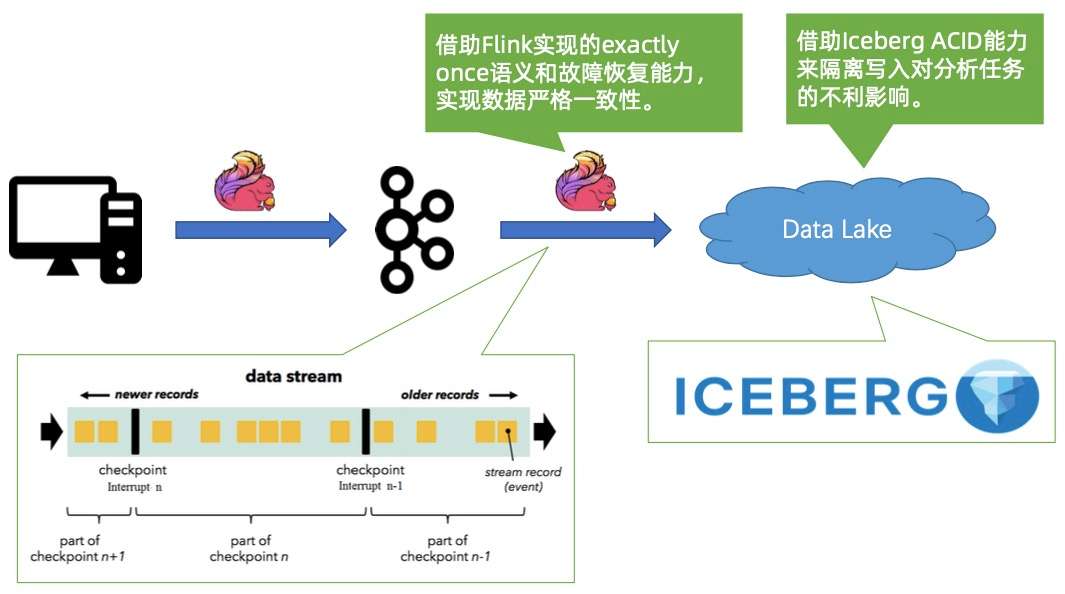 借助Flink实现的exactly
once语义和故障恢复能力，
实现数据严格一致性。
借助Iceberg ACID能力
来隔离写入对分析任务
的不利影响。
Data Lake
data stream
newer records
older records
checkpoint
Interrupt n
checkpoint
Interrupt n-1
stream record
(event)
part of
checkpoint n+1
part of
checkpoint n
part of
checkpoint n-1
ICEBERG